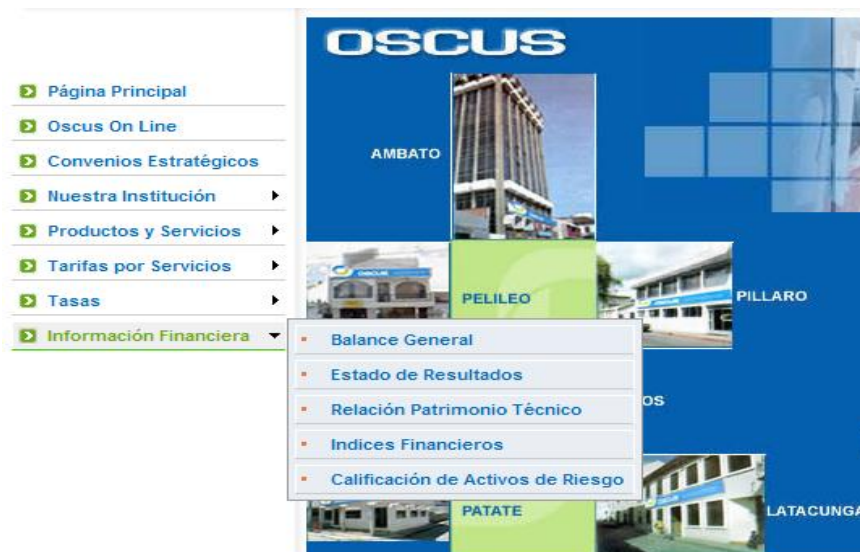 OSCUS
Página Principal
Oscus On Line
Convenios Estratégicos
Nuestra Institución
Productos y Servicios
Tarifas por Servicios
Tasas
Información Financiera
AMBATO
PELILEO
PILLARO
Balance General
Estado de Resultados
Relación Patrimonio Técnico
Indices Financieros
Calificación de Activos de Riesgo
OS
PATATE
LATACUNGA